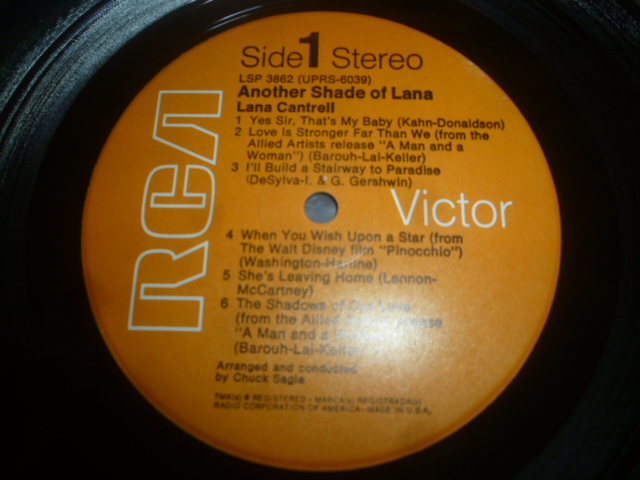 Side 1 Stereo
LSP 3862 (UPRS-6039)
Another Shade of Lana
Lana Cantrell
1 Yes Sir, That's My Baby (Kahn-Donaldson)
2 Love Is Stronger Far Than We (from the
Allied Artists release "A Man and a
Woman") (Barouh-Lai-Keller)
3 I'll Build a Stairway to Paradise
(DeSylva-I. & G. Gershwin)
RCA
Victor
4 When You Wish Upon a Star (from
The Walt Disney film "Pinocchio")
(Washington-Harline)
5 She's Leaving Home (Lennon-
McCartney)
6 The Shadows of Our Love
(from the Allied release
"A Man and a
(Barouh-Lai-Keller)
Arranged and conducted
by Chuck Sagle
TMK(s) ® REGISTERED • MARCA(s) REGISTRADA(s)
RADIO CORPORATION OF AMERICA—MADE IN U.S.A.